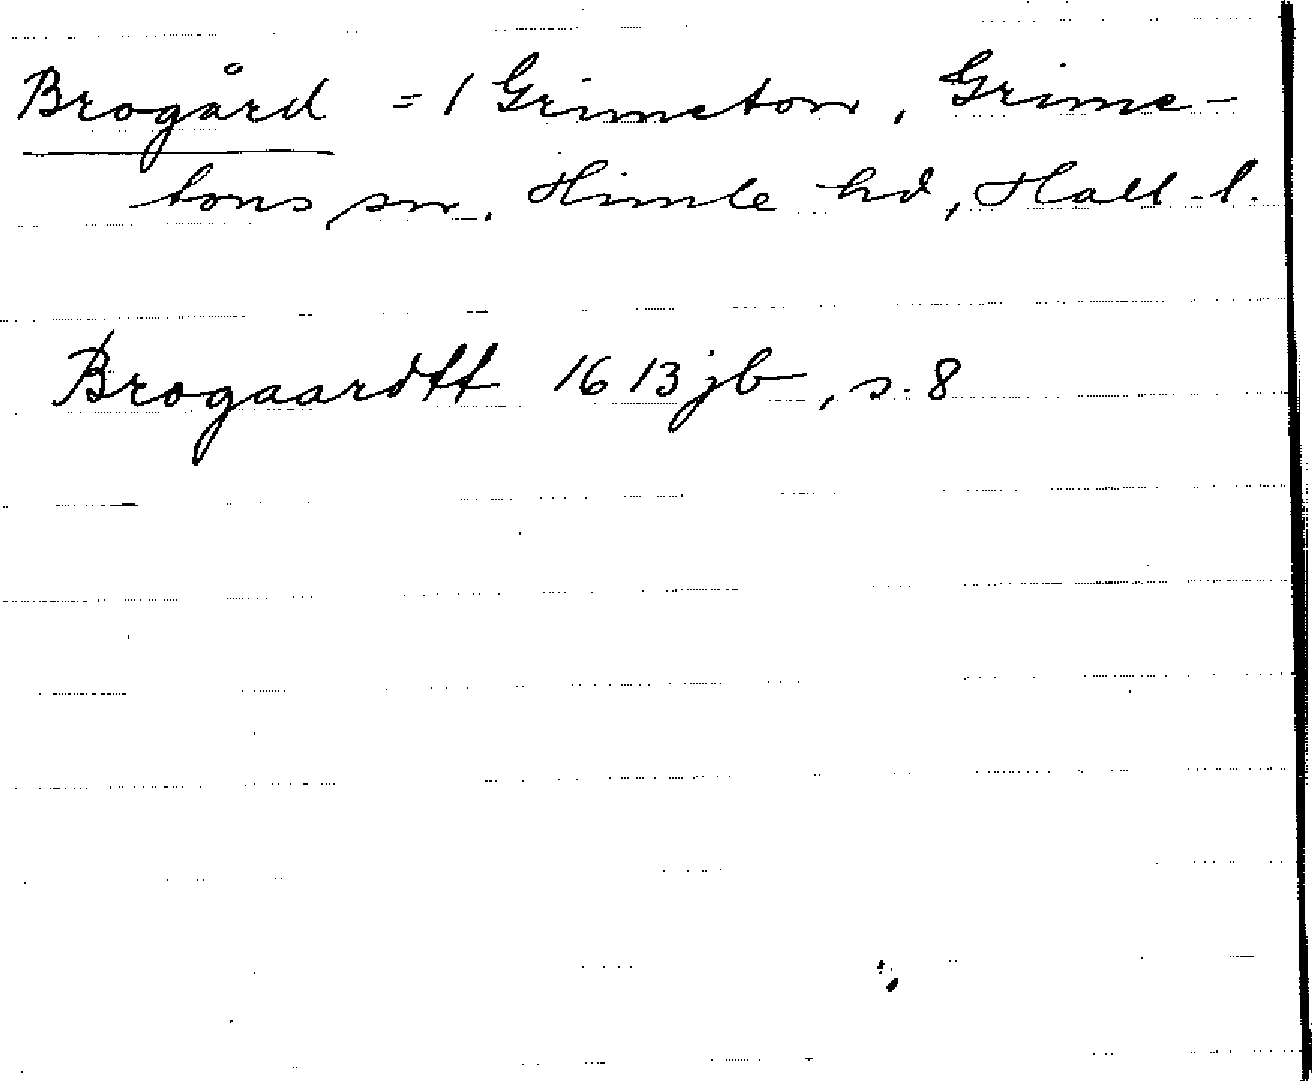 Brogård = 1 Grimeton, Grime-
tons sn. Himle hd, Hall. l.
Brogaardtt 1613 jb, s. 8